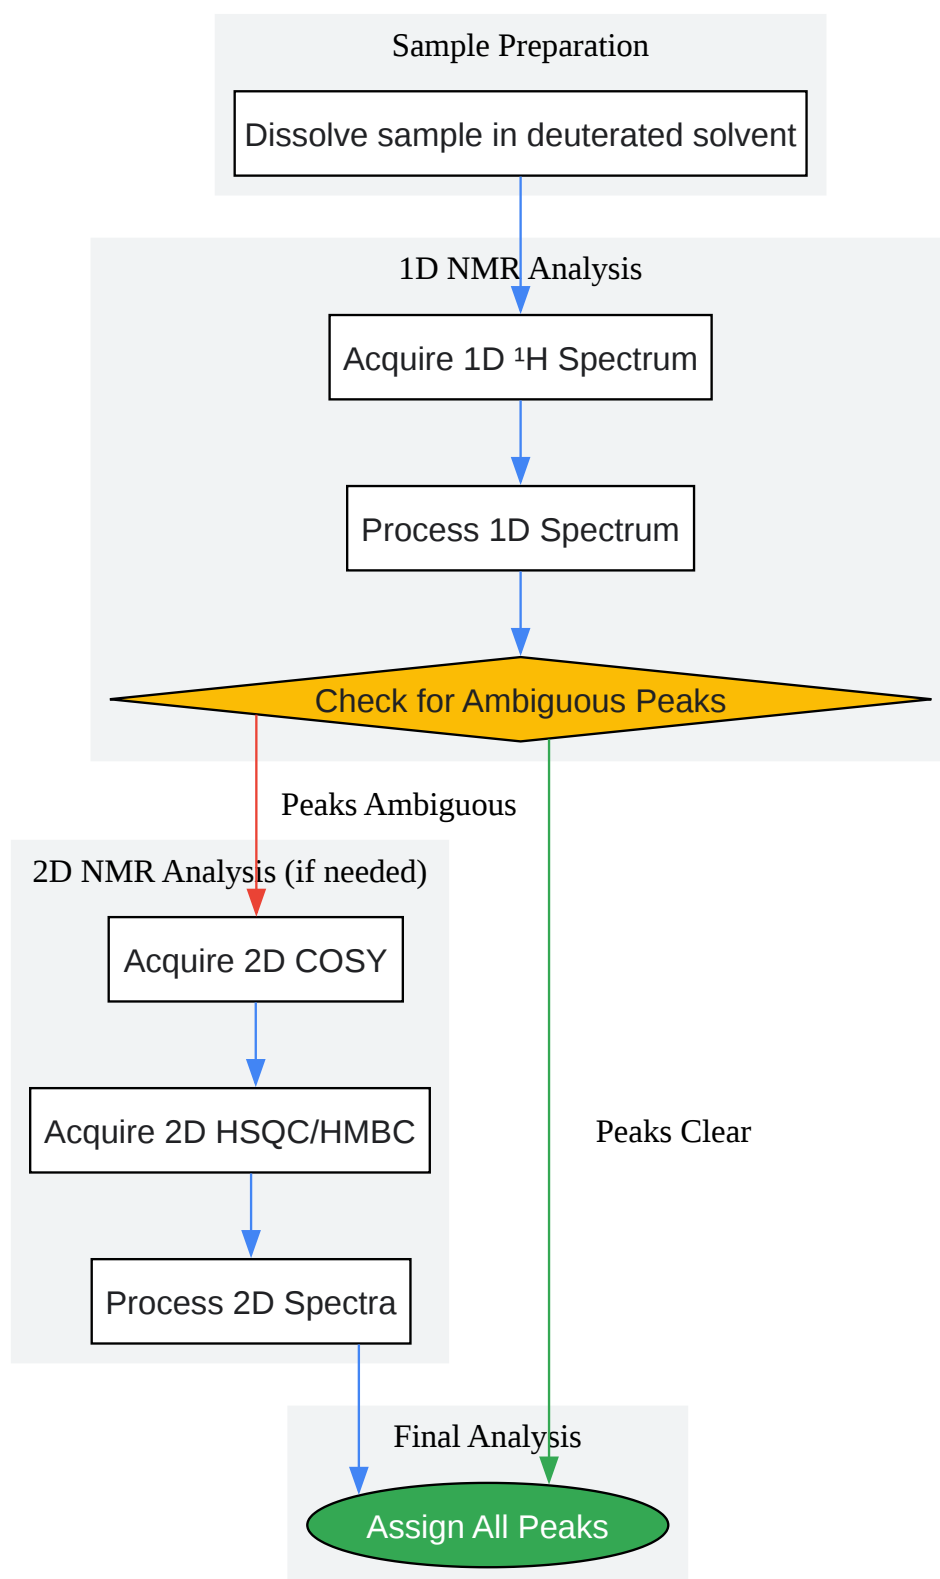 Sample Preparation
Dissolve sample in deuterated solvent
1D NMR Analysis
Acquire 1D ¹H Spectrum
Process 1D Spectrum
Check for Ambiguous Peaks
Peaks Ambiguous
2D NMR Analysis (if needed)
Acquire 2D COSY
Acquire 2D HSQC/HMBC
Peaks Clear
Process 2D Spectra
Final Analysis
Assign All Peaks